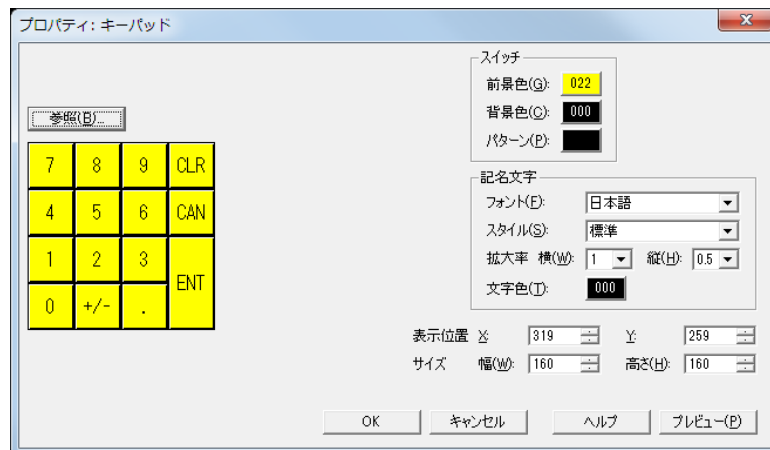 プロパティ: キーパッド
参照(B)...
7 8 9 CLR
4 5 6 CAN
1 2 3 ENT
0 +/- .
スイッチ
前景色(G): 022
背景色(C): 000
パターン(P):
記名文字
フォント(F): 日本語
スタイル(S): 標準
拡大率 横(W): 1 縦(H): 0.5
文字色(T): 000
表示位置 X: 319 Y: 259
サイズ 幅(W): 160 高さ(H): 160
OK キャンセル ヘルプ プレビュー(P)